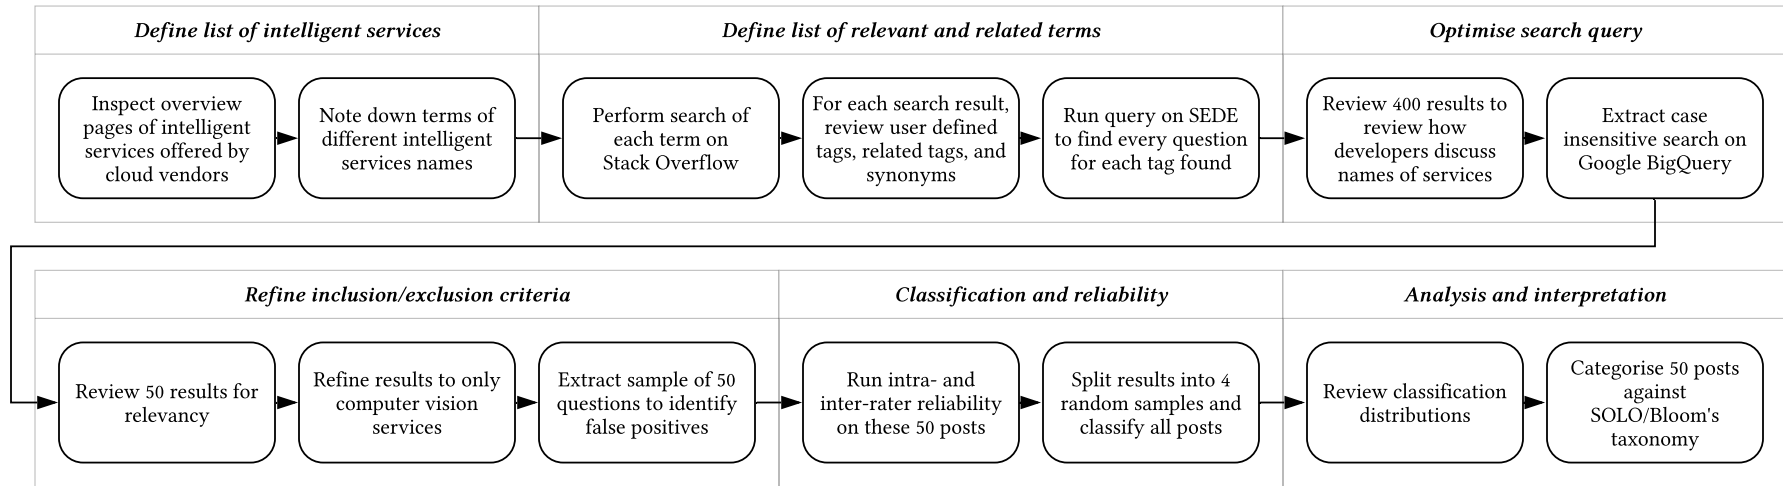 Define list of intelligent services
Define list of relevant and related terms
Optimise search query
Inspect overview
pages of intelligent
services offered by
cloud vendors
Note down terms of
different intelligent
services names
Perform search of
each term on
Stack Overflow
For each search result,
review user defined
tags, related tags, and
synonyms
Run query on SEDE
to find every question
for each tag found
Review 400 results to
review how
developers discuss
names of services
Extract case
insensitive search on
Google BigQuery
Refine inclusion/exclusion criteria
Classification and reliability
Analysis and interpretation
Review 50 results for
relevancy
Refine results to only
computer vision
services
Extract sample of 50
questions to identify
false positives
Run intra- and
inter-rater reliability
on these 50 posts
Split results into 4
random samples and
classify all posts
Review classification
distributions
Categorise 50 posts
against
SOLO/Bloom's
taxonomy